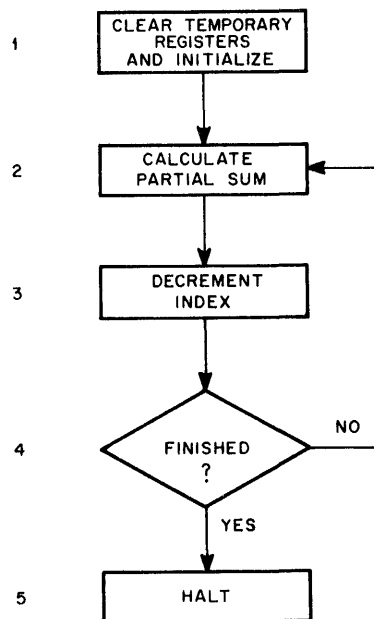 1
CLEAR TEMPORARY
REGISTERS
AND INITIALIZE
2
CALCULATE
PARTIAL SUM
3
DECREMENT
INDEX
4
FINISHED
?
NO
YES
5
HALT